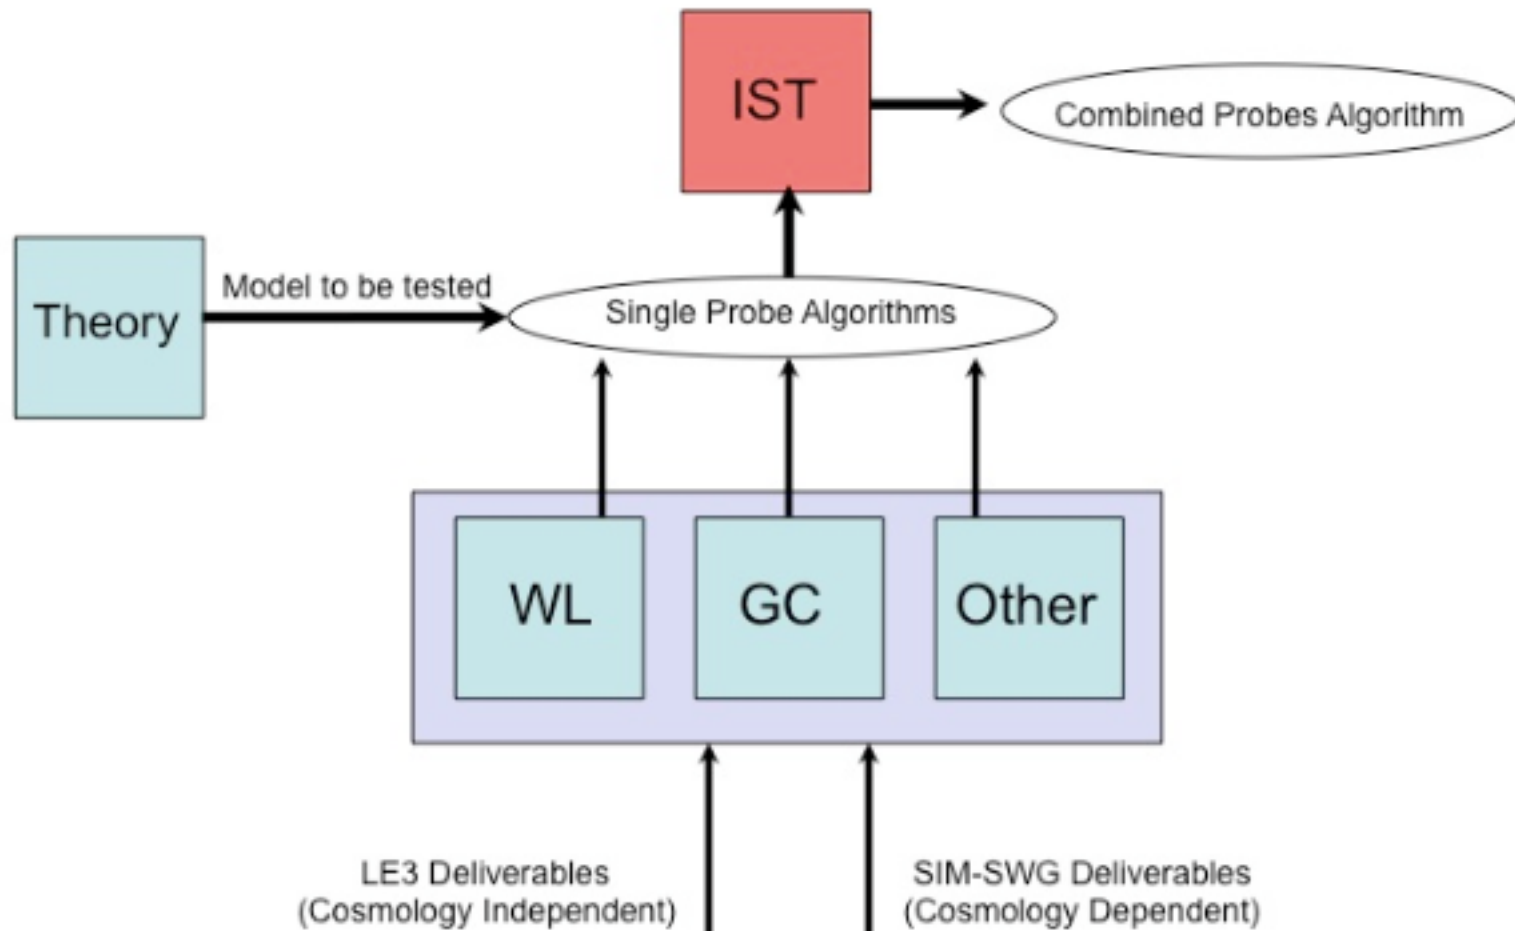 IST
Combined Probes Algorithm
Model to be tested
Theory
Single Probe Algorithms
WL
GC
Other
LE3 Deliverables
(Cosmology Independent)
SIM-SWG Deliverables
(Cosmology Dependent)